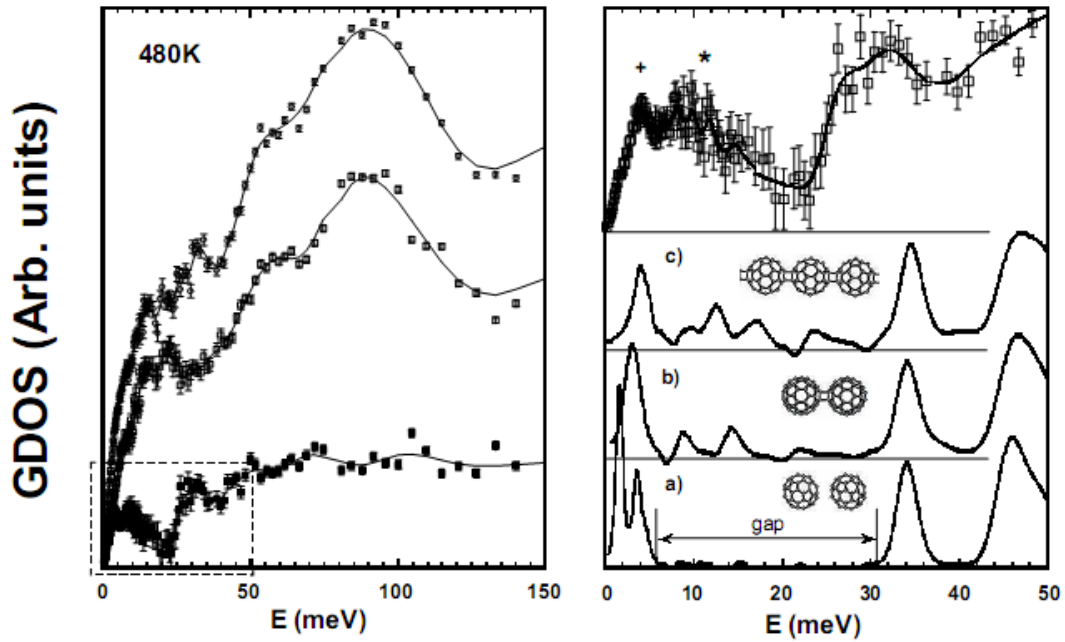 GDOS (Arb. units)
480K
0 50 100 150
E (meV)
+ *
c)
b)
a)
gap
0 10 20 30 40 50
E (meV)